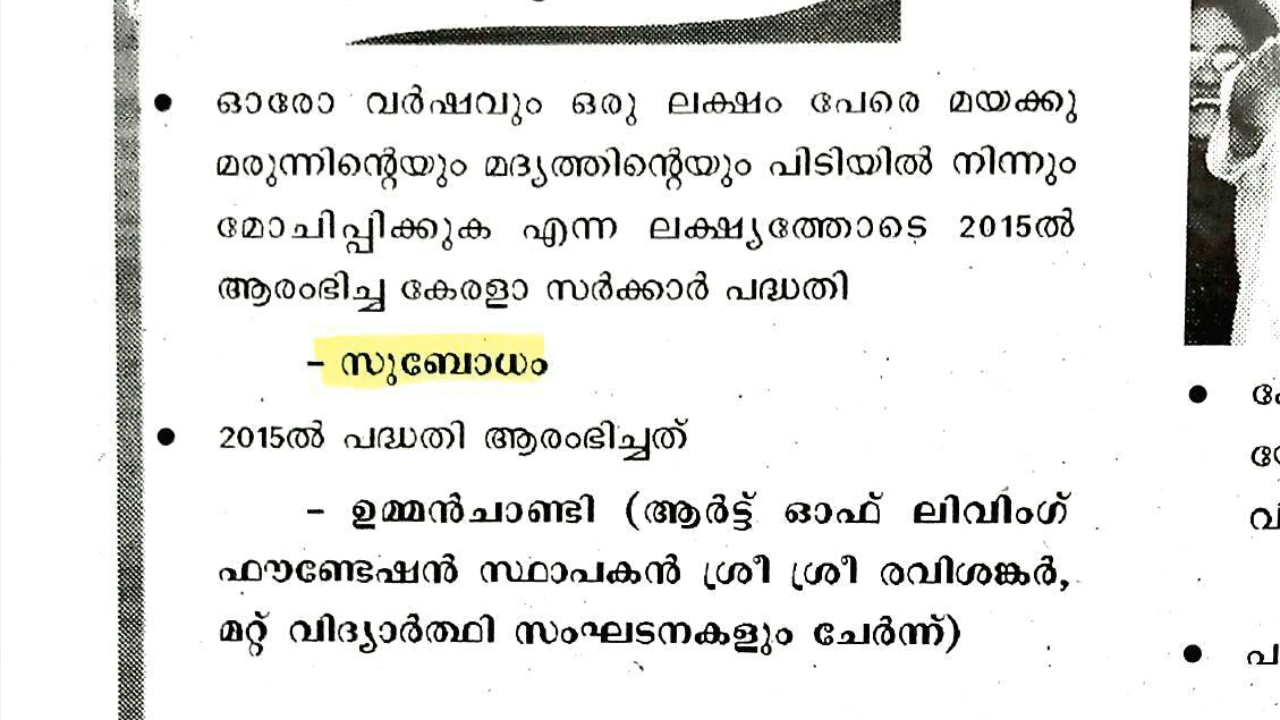 • ഓരോ വർഷവും ഒരു ലക്ഷം പേരെ മയക്കു
മരുന്നിന്റെയും മദ്യത്തിന്റെയും പിടിയിൽ നിന്നും
മോചിപ്പിക്കുക എന്ന ലക്ഷ്യത്തോടെ 2015ൽ
ആരംഭിച്ച കേരളാ സർക്കാർ പദ്ധതി
– സുബോധം
• 2015ൽ പദ്ധതി ആരംഭിച്ചത്
– ഉമ്മൻചാണ്ടി (ആർട്ട് ഓഫ് ലിവിംഗ്
ഫൗണ്ടേഷൻ സ്ഥാപകൻ ശ്രീ ശ്രീ രവിശങ്കർ,
മറ്റ് വിദ്യാർത്ഥി സംഘടനകളും ചേർന്ന്)